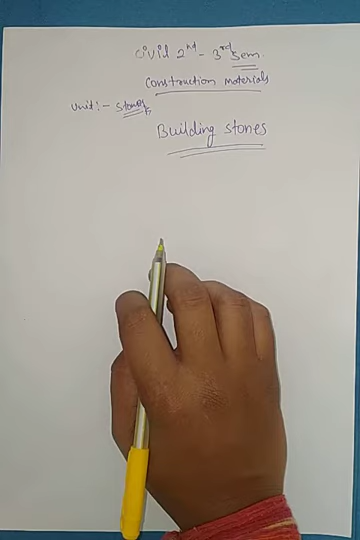 Civil 2nd - 3rd Sem.
Construction materials
Unit:- Stones
Building stones